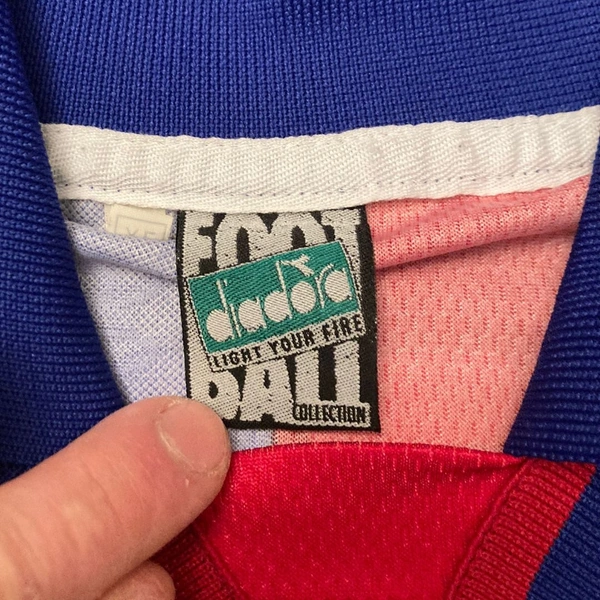 FOOT
diadora
LIGHT YOUR FIRE
BALL
COLLECTION